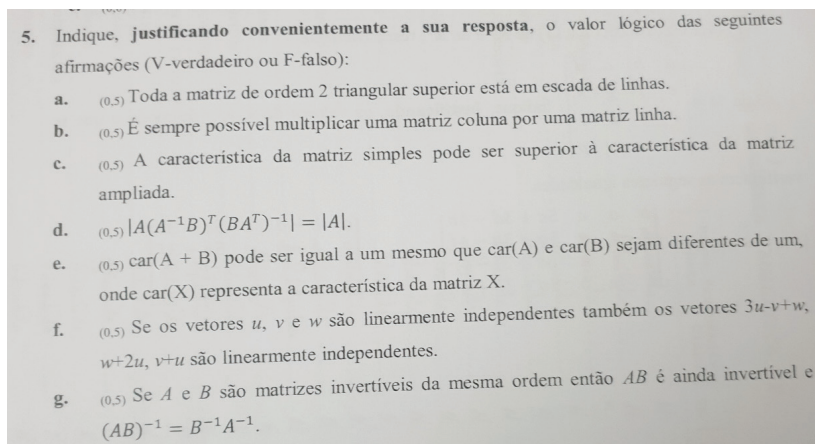 5. Indique, justificando convenientemente a sua resposta, o valor lógico das seguintes
afirmações (V-verdadeiro ou F-falso):
a. (0,5) Toda a matriz de ordem 2 triangular superior está em escada de linhas.
b. (0,5) É sempre possível multiplicar uma matriz coluna por uma matriz linha.
c. (0,5) A característica da matriz simples pode ser superior à característica da matriz
ampliada.
d. (0,5) |A(A⁻¹B)ᵀ(BAᵀ)⁻¹| = |A|.
e. (0,5) car(A + B) pode ser igual a um mesmo que car(A) e car(B) sejam diferentes de um,
onde car(X) representa a característica da matriz X.
f. (0,5) Se os vetores u, v e w são linearmente independentes também os vetores 3u-v+w,
w+2u, v+u são linearmente independentes.
g. (0,5) Se A e B são matrizes invertíveis da mesma ordem então AB é ainda invertível e
(AB)⁻¹ = B⁻¹A⁻¹.